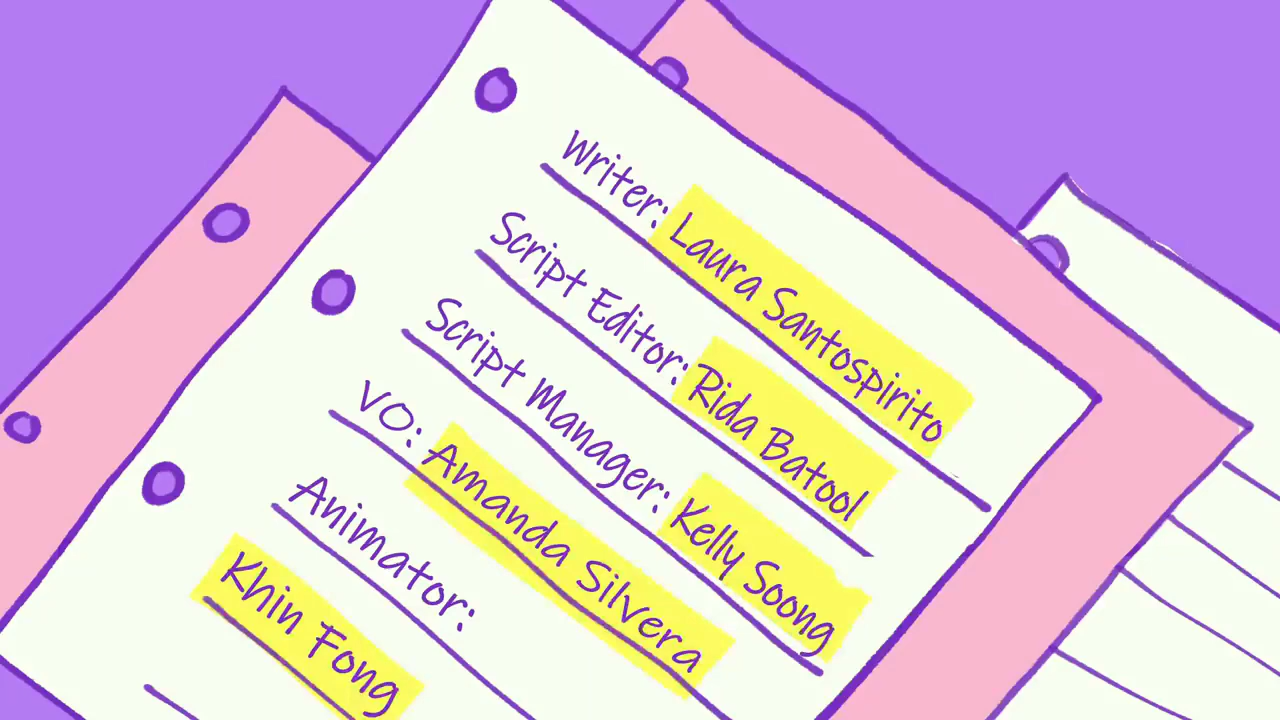 Writer: Laura Santospirito
Script Editor: Rida Batool
Script Manager: Kelly Soong
VO: Amanda Silvera
Animator:
Khin Fong